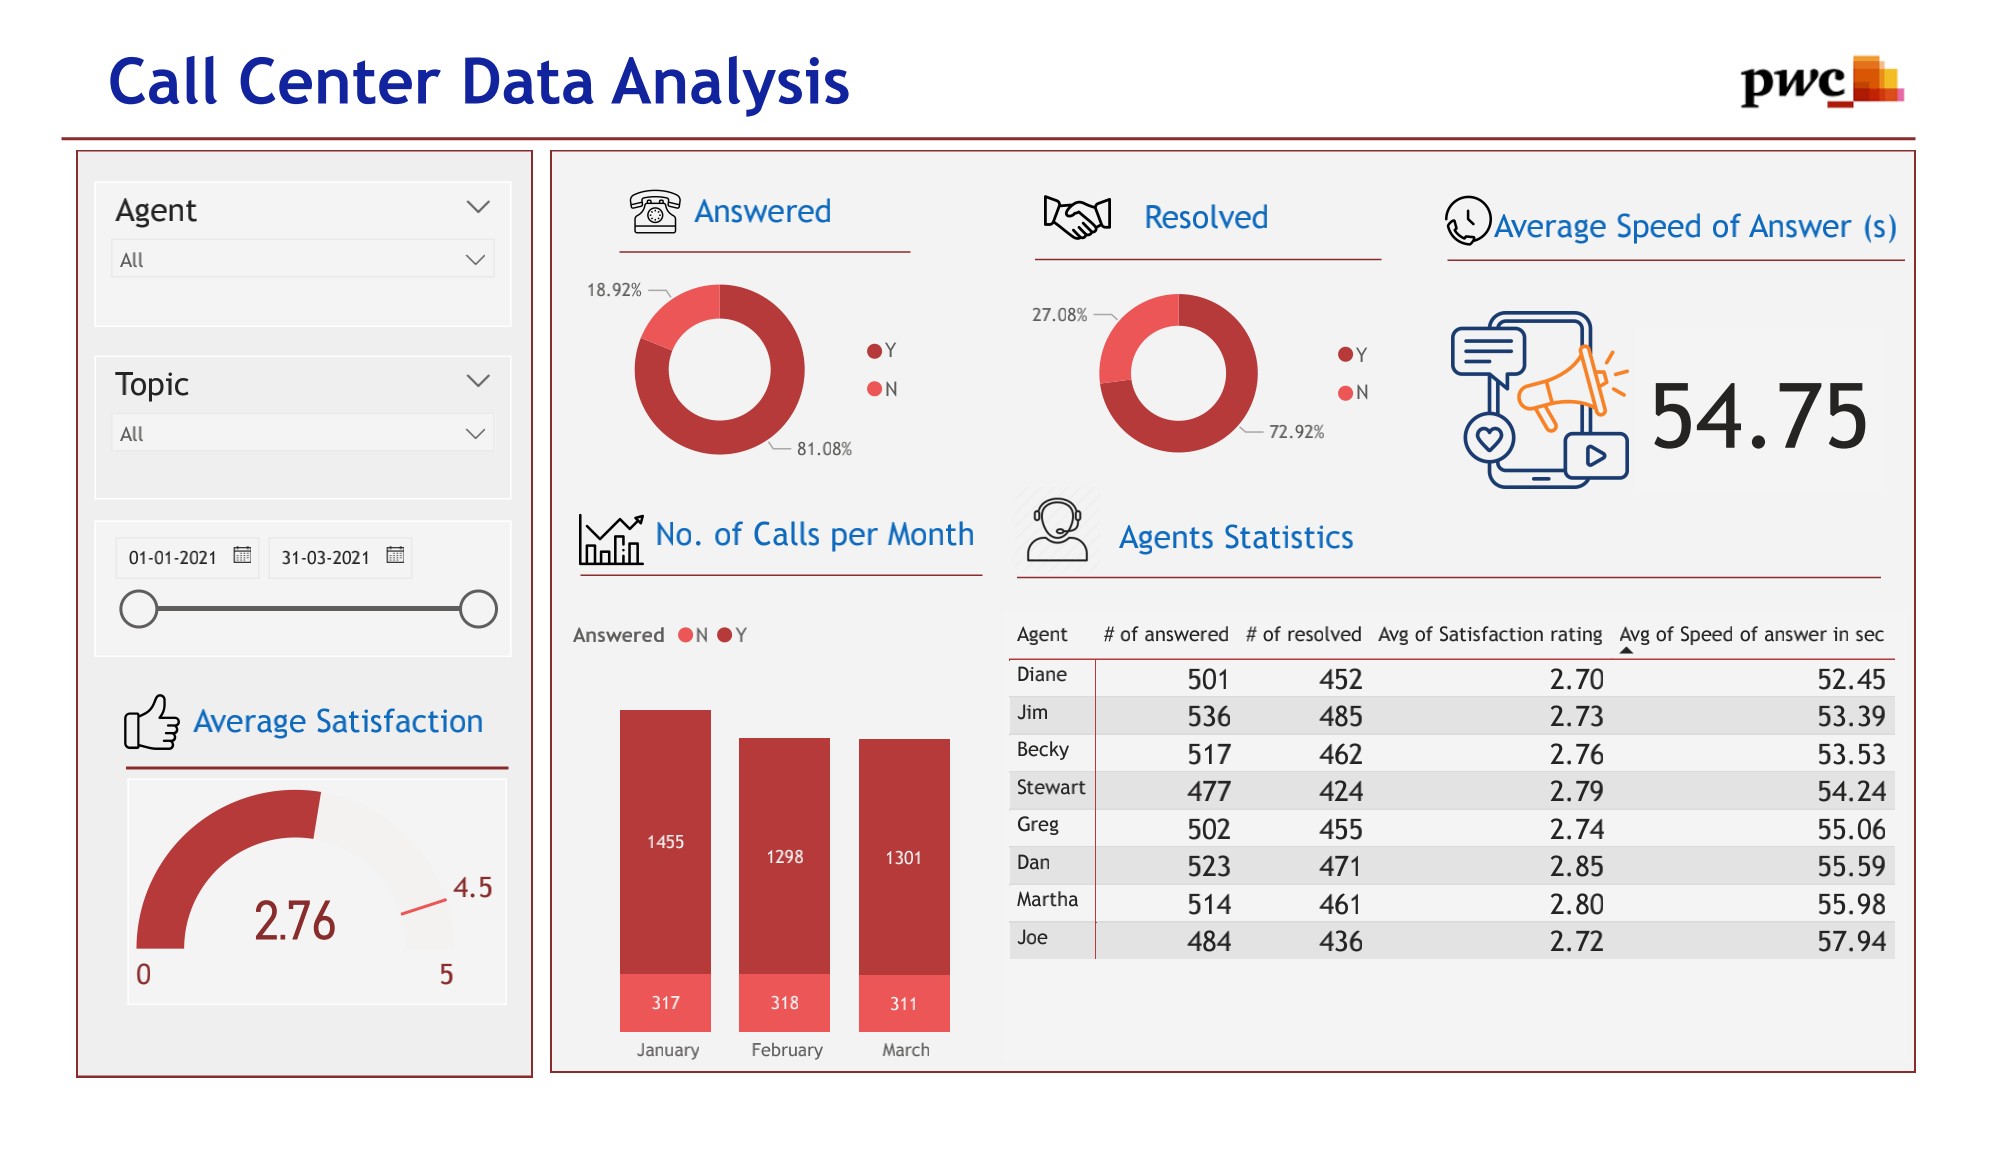 Call Center Data Analysis
pwc
Agent
All
Topic
All
01-01-2021 31-03-2021
Average Satisfaction
2.76
4.5
0 5
Answered
18.92%
81.08%
Y
N
Resolved
27.08%
72.92%
Y
N
Average Speed of Answer (s)
54.75
No. of Calls per Month
Answered N Y
1455 1298 1301
317 318 311
January February March
Agents Statistics
Agent # of answered # of resolved Avg of Satisfaction rating Avg of Speed of answer in sec
Diane 501 452 2.70 52.45
Jim 536 485 2.73 53.39
Becky 517 462 2.76 53.53
Stewart 477 424 2.79 54.24
Greg 502 455 2.74 55.06
Dan 523 471 2.85 55.59
Martha 514 461 2.80 55.98
Joe 484 436 2.72 57.94